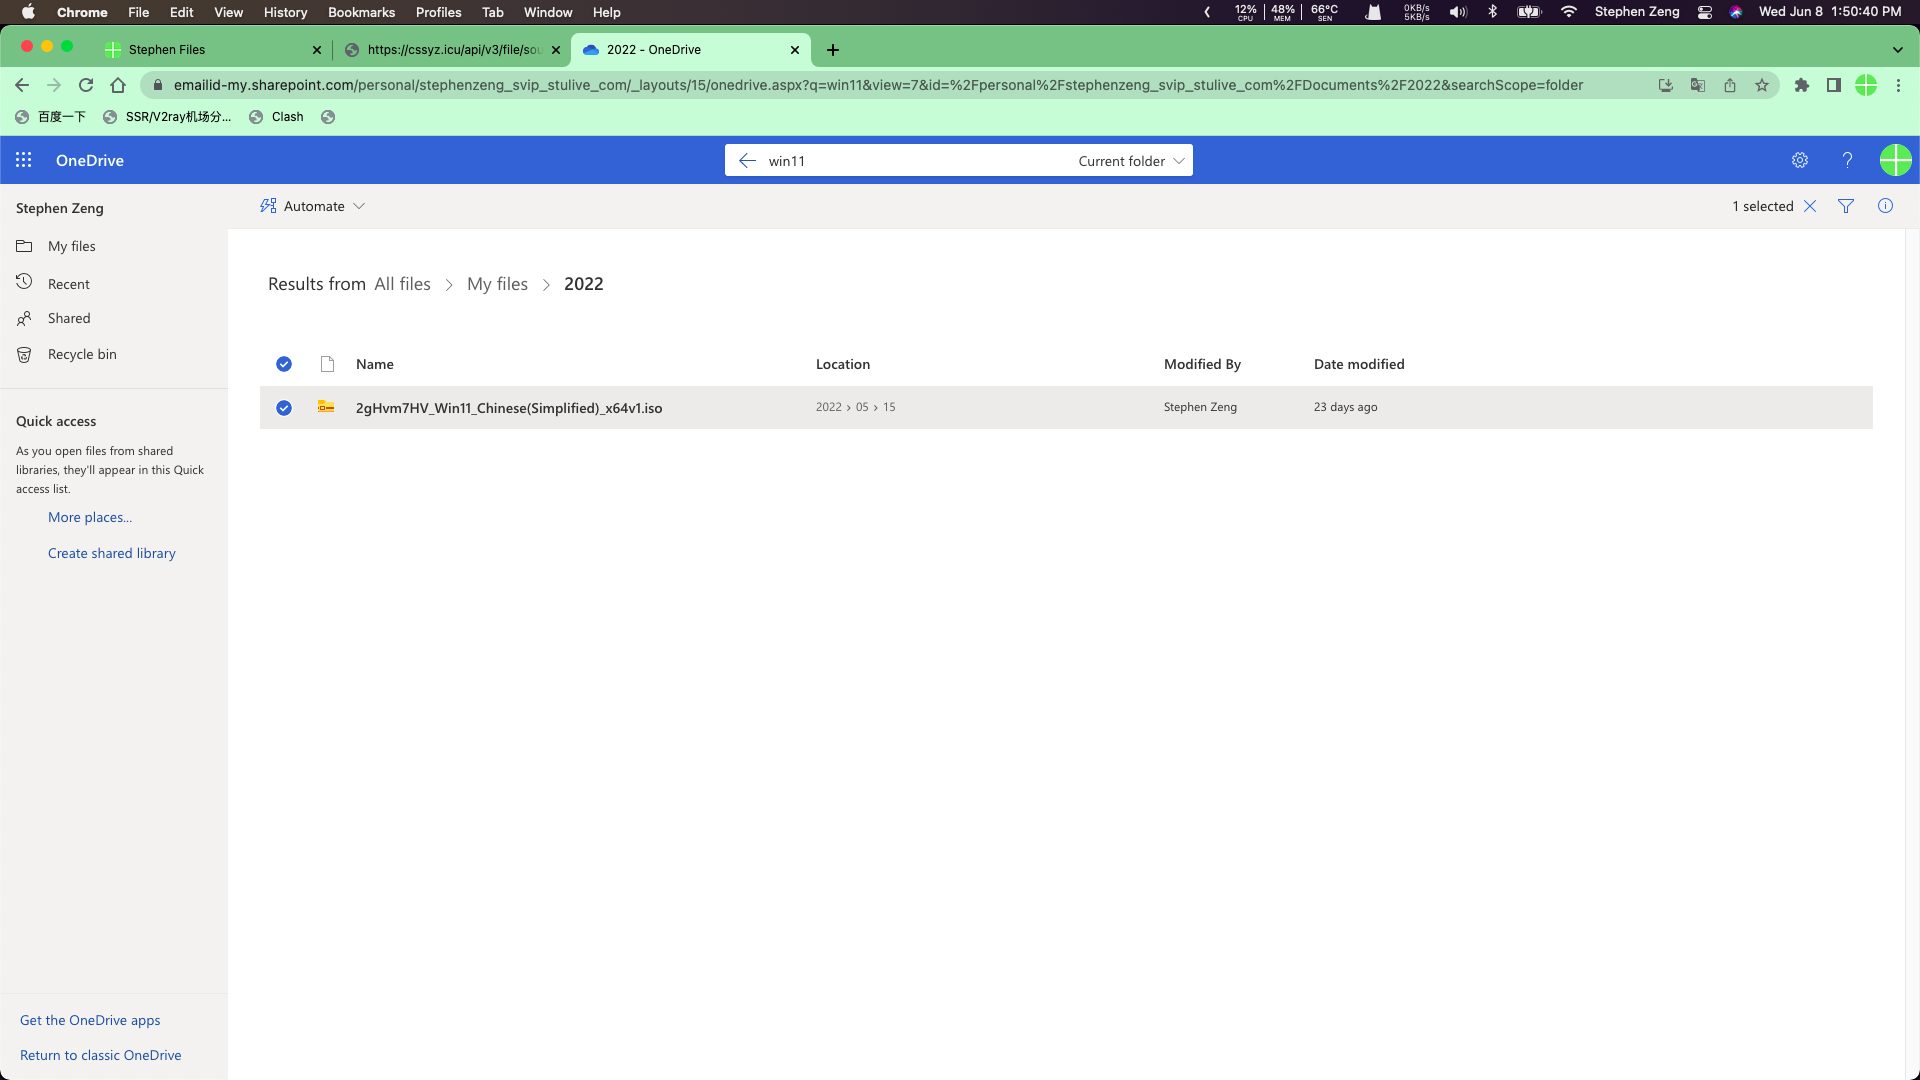 Chrome File Edit View History Bookmarks Profiles Tab Window Help 12% CPU 48% MEM 66°C SEN 0KB/s 5KB/s Stephen Zeng Wed Jun 8 1:50:40 PM
Stephen Files https://cssyz.icu/api/v3/file/sou 2022 - OneDrive
emailid-my.sharepoint.com/personal/stephenzeng_svip_stulive_com/_layouts/15/onedrive.aspx?q=win11&view=7&id=%2Fpersonal%2Fstephenzeng_svip_stulive_com%2FDocuments%2F2022&searchScope=folder
百度一下 SSR/V2ray机场分... Clash
OneDrive win11 Current folder ?
Stephen Zeng
Automate 1 selected
My files
Recent
Shared
Recycle bin
Results from All files > My files > 2022
Name Location Modified By Date modified
2gHvm7HV_Win11_Chinese(Simplified)_x64v1.iso 2022 › 05 › 15 Stephen Zeng 23 days ago
Quick access
As you open files from shared
libraries, they'll appear in this Quick
access list.
More places...
Create shared library
Get the OneDrive apps
Return to classic OneDrive